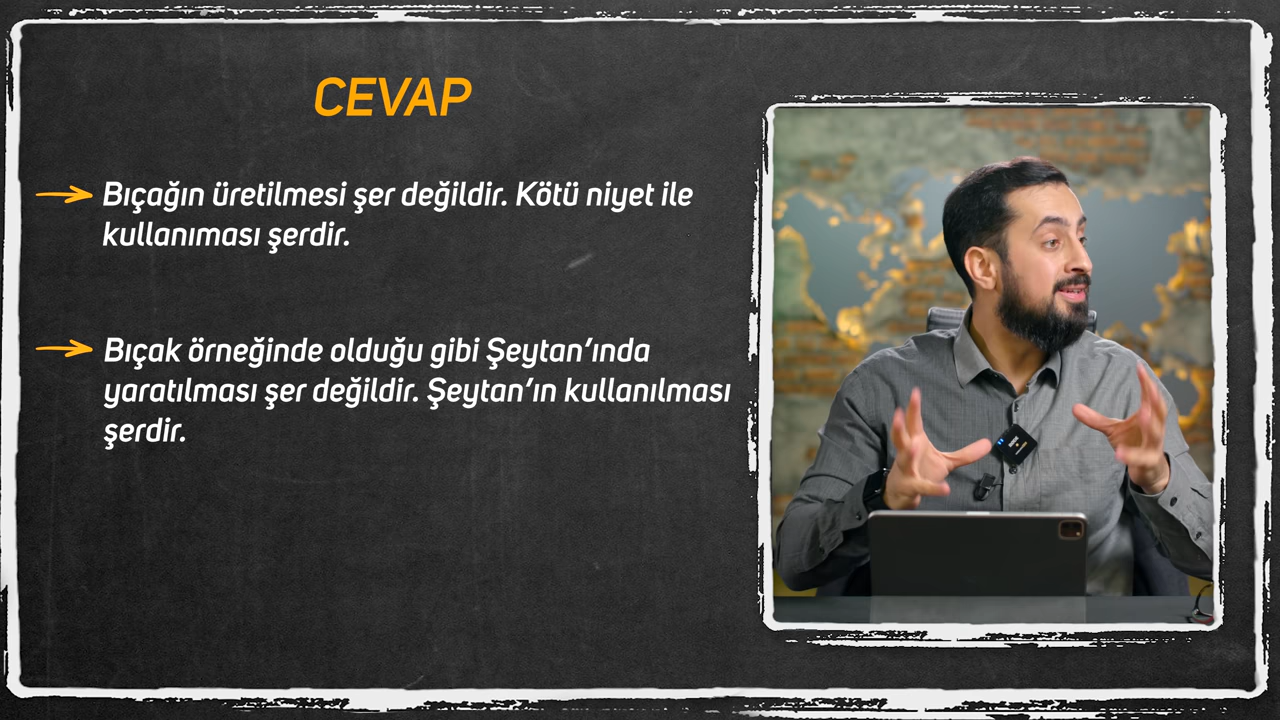 CEVAP
Bıçağın üretilmesi şer değildir. Kötü niyet ile
kullanıması şerdir.
Bıçak örneğinde olduğu gibi Şeytan’ında
yaratılması şer değildir. Şeytan’ın kullanılması
şerdir.